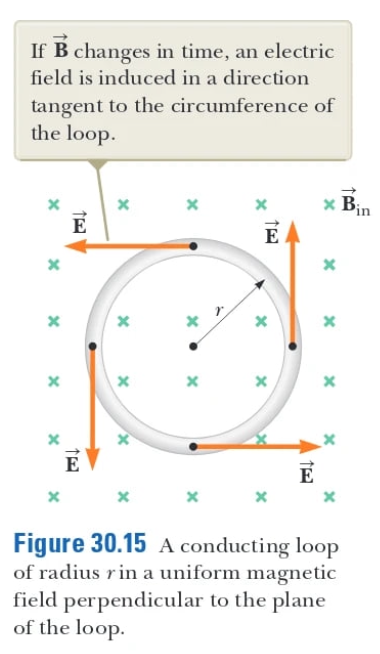 If B⃗ changes in time, an electric
field is induced in a direction
tangent to the circumference of
the loop.
B⃗in
E⃗
E⃗
r
E⃗
E⃗
Figure 30.15 A conducting loop
of radius r in a uniform magnetic
field perpendicular to the plane
of the loop.